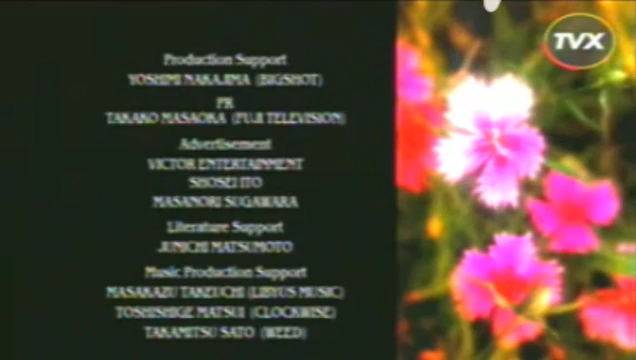 Production Support
YOSHIMI NAKAJIMA (BIGSHOT)
PR
TAKAKO MASAOKA (FUJI TELEVISION)
Advertisement
VICTOR ENTERTAINMENT
SHOSEI ITO
MASANORI SUGAWARA
Literature Support
JUNICHI MATSUMOTO
Music Production Support
MASAKAZU TAKEUCHI (LIBYUS MUSIC)
TOSHISHIGE MATSUI (CLOCKWISE)
TAKAMITSU SATO (WEED)
TVX